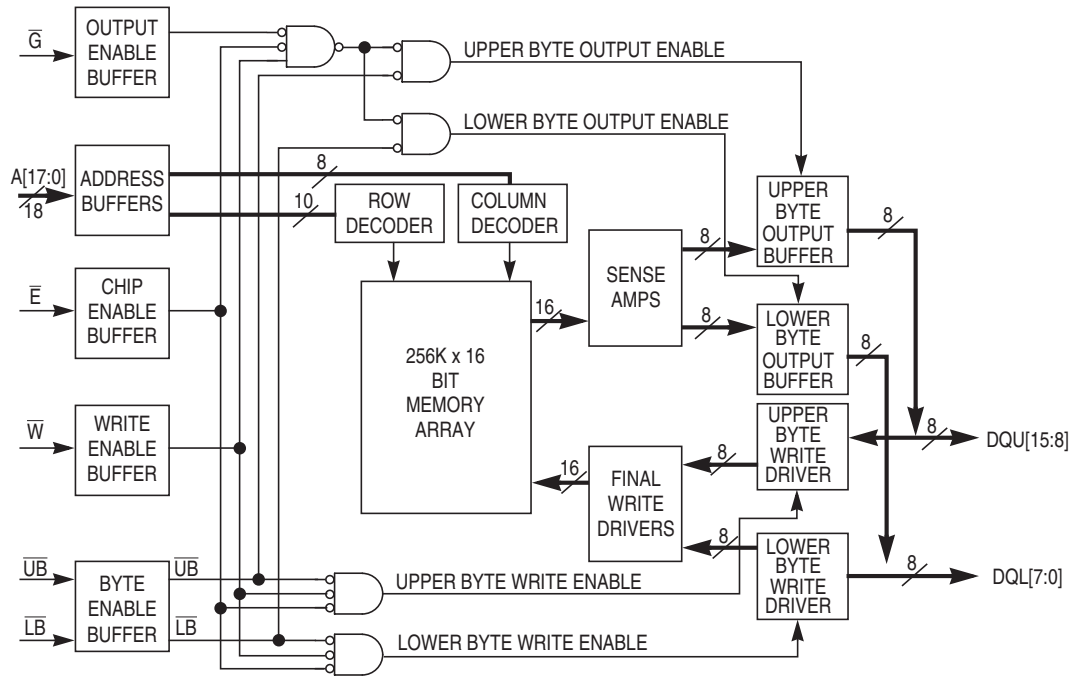 G̅
OUTPUT
ENABLE
BUFFER
UPPER BYTE OUTPUT ENABLE
LOWER BYTE OUTPUT ENABLE
A[17:0]
18
ADDRESS
BUFFERS
8
10
ROW
DECODER
COLUMN
DECODER
E̅
CHIP
ENABLE
BUFFER
256K x 16
BIT
MEMORY
ARRAY
16
SENSE
AMPS
8
8
UPPER
BYTE
OUTPUT
BUFFER
8
LOWER
BYTE
OUTPUT
BUFFER
8
W̅
WRITE
ENABLE
BUFFER
16
FINAL
WRITE
DRIVERS
8
8
UPPER
BYTE
WRITE
DRIVER
8
DQU[15:8]
LOWER
BYTE
WRITE
DRIVER
8
DQL[7:0]
U̅B̅
L̅B̅
BYTE
ENABLE
BUFFER
U̅B̅
L̅B̅
UPPER BYTE WRITE ENABLE
LOWER BYTE WRITE ENABLE